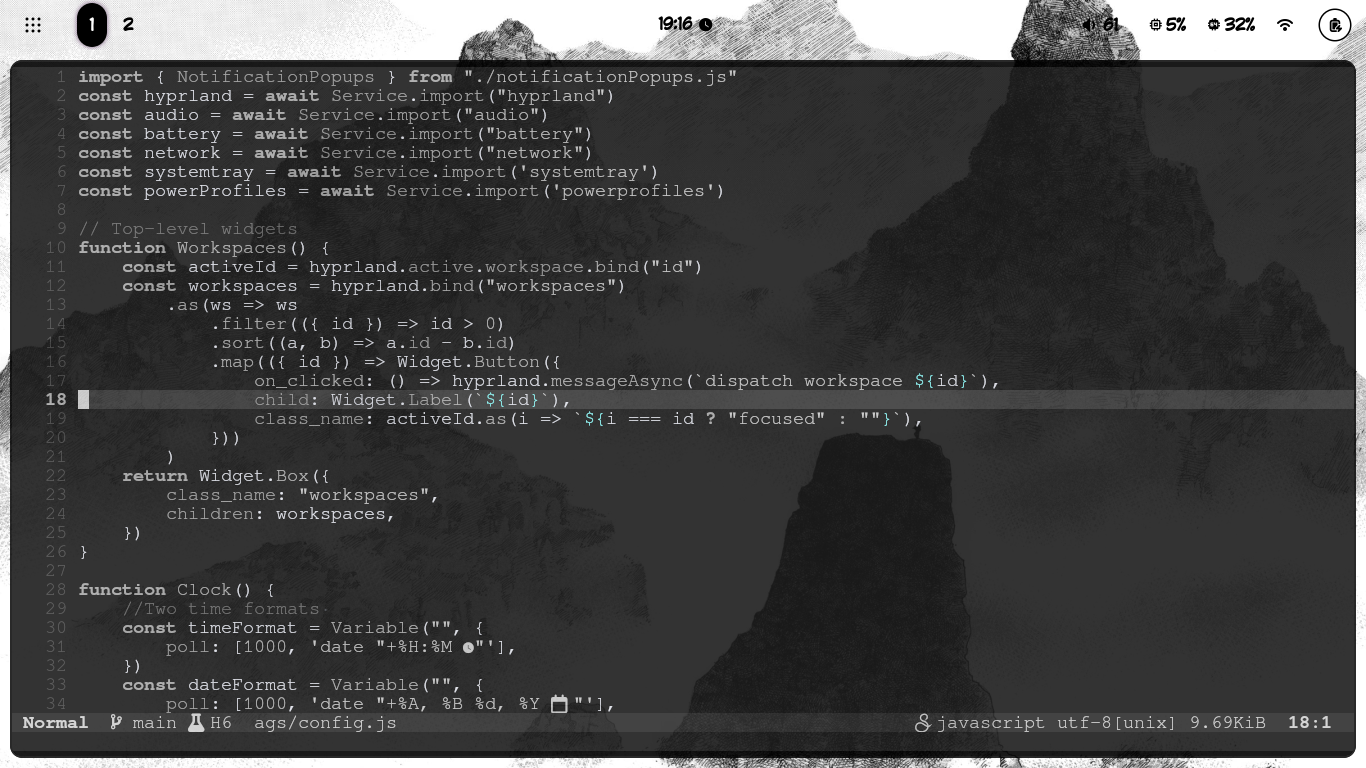 1 2 19:16 61 5% 32%
1 import { NotificationPopups } from "./notificationPopups.js"
2 const hyprland = await Service.import("hyprland")
3 const audio = await Service.import("audio")
4 const battery = await Service.import("battery")
5 const network = await Service.import("network")
6 const systemtray = await Service.import('systemtray')
7 const powerProfiles = await Service.import('powerprofiles')
8
9 // Top-level widgets
10 function Workspaces() {
11     const activeId = hyprland.active.workspace.bind("id")
12     const workspaces = hyprland.bind("workspaces")
13         .as(ws => ws
14             .filter(({ id }) => id > 0)
15             .sort((a, b) => a.id - b.id)
16             .map(({ id }) => Widget.Button({
17                 on_clicked: () => hyprland.messageAsync(`dispatch workspace ${id}`),
18                 child: Widget.Label(`${id}`),
19                 class_name: activeId.as(i => `${i === id ? "focused" : ""}`),
20             }))
21         )
22     return Widget.Box({
23         class_name: "workspaces",
24         children: workspaces,
25     })
26 }
27
28 function Clock() {
29     //Two time formats
30     const timeFormat = Variable("", {
31         poll: [1000, 'date "+%H:%M "'],
32     })
33     const dateFormat = Variable("", {
34         poll: [1000, 'date "+%A, %B %d, %Y "'],
Normal main H6 ags/config.js javascript utf-8[unix] 9.69KiB 18:1